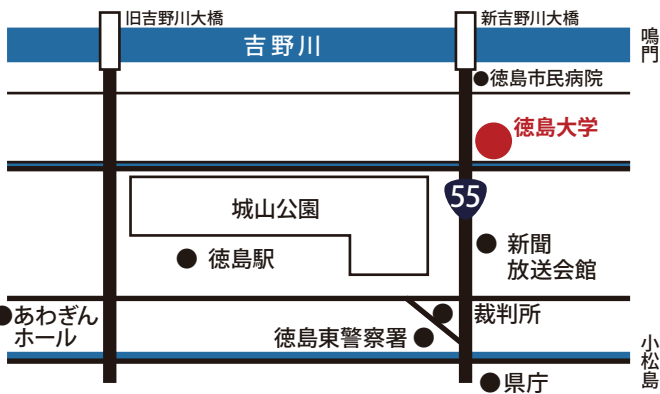 旧吉野川大橋
新吉野川大橋
吉野川
鳴門
徳島市民病院
徳島大学
55
城山公園
徳島駅
新聞
放送会館
あわぎん
ホール
裁判所
徳島東警察署
小松島
県庁